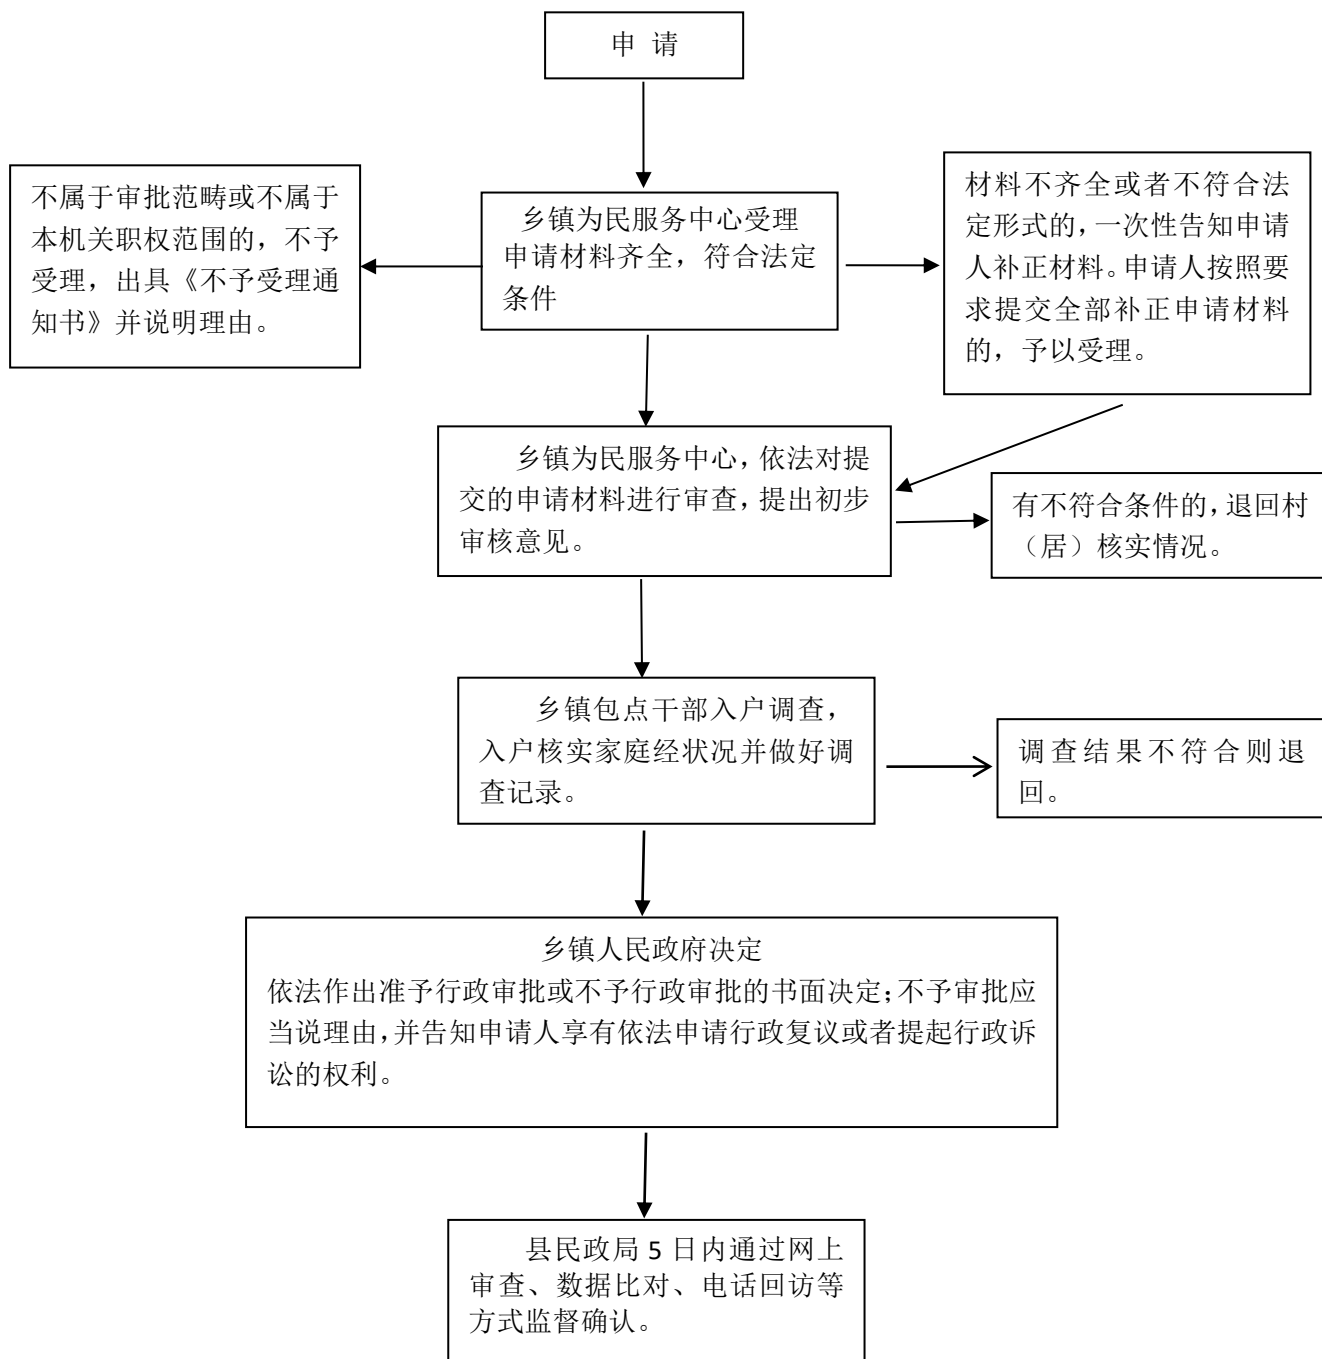 申 请
不属于审批范畴或不属于
本机关职权范围的，不予
受理，出具《不予受理通
知书》并说明理由。
乡镇为民服务中心受理
申请材料齐全，符合法定
条件
材料不齐全或者不符合法
定形式的，一次性告知申请
人补正材料。申请人按照要
求提交全部补正申请材料
的，予以受理。
乡镇为民服务中心，依法对提
交的申请材料进行审查，提出初步
审核意见。
有不符合条件的，退回村
（居）核实情况。
乡镇包点干部入户调查，
入户核实家庭经状况并做好调
查记录。
调查结果不符合则退
回。
乡镇人民政府决定
依法作出准予行政审批或不予行政审批的书面决定；不予审批应
当说理由，并告知申请人享有依法申请行政复议或者提起行政诉
讼的权利。
县民政局 5 日内通过网上
审查、数据比对、电话回访等
方式监督确认。